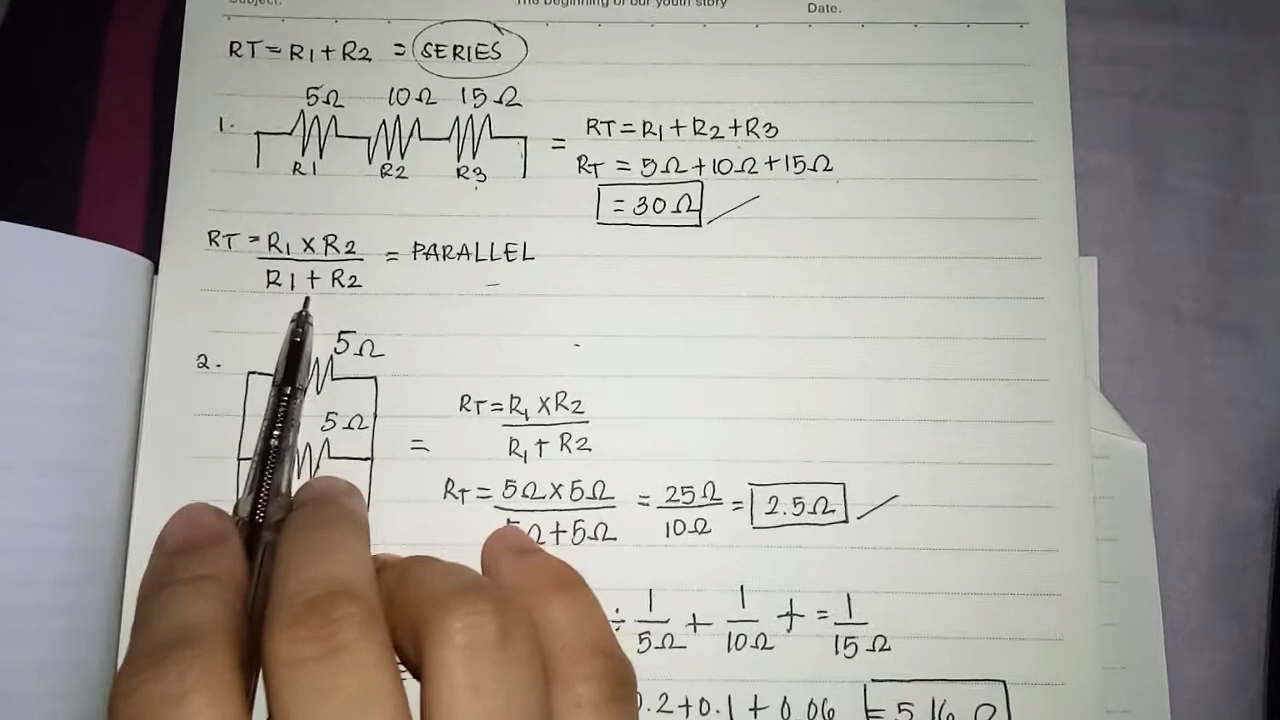 The beginning of our youth story
Date.
RT = R1 + R2 = SERIES
5Ω 10Ω 15Ω
1.
R1 R2 R3
= RT = R1 + R2 + R3
RT = 5Ω + 10Ω + 15Ω
= 30Ω
RT = R1 X R2 = PARALLEL
R1 + R2
2.
5Ω
5Ω
= RT = R1 X R2
R1 + R2
RT = 5Ω X 5Ω = 25Ω = 2.5Ω
Ω + 5Ω 10Ω
÷ 1 + 1 + = 1
5Ω 10Ω 15Ω
0.2 + 0.1 + 0.06 = 5.16Ω